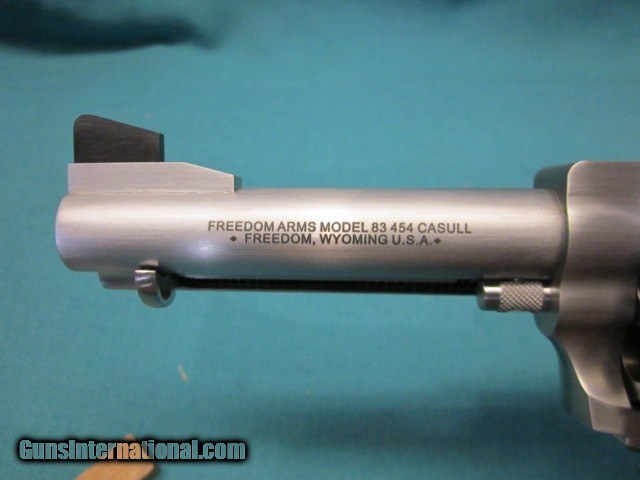 FREEDOM ARMS MODEL 83 454 CASULL
◆ FREEDOM, WYOMING U.S.A. ◆
GunsInternational.com